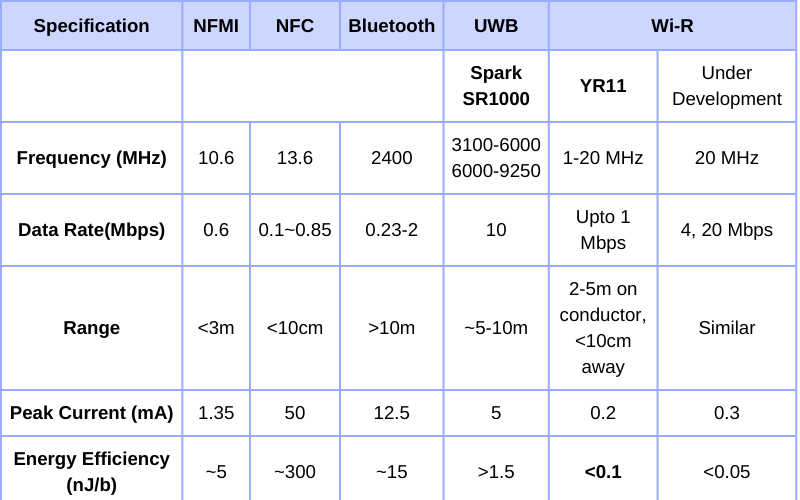 Specification NFMI NFC Bluetooth UWB Wi-R
Spark
SR1000
YR11
Under
Development
Frequency (MHz) 10.6 13.6 2400
3100-6000
6000-9250
1-20 MHz 20 MHz
Data Rate(Mbps) 0.6 0.1~0.85 0.23-2 10
Upto 1
Mbps
4, 20 Mbps
Range <3m <10cm >10m ~5-10m
2-5m on
conductor,
<10cm
away
Similar
Peak Current (mA) 1.35 50 12.5 5 0.2 0.3
Energy Efficiency
(nJ/b)
~5 ~300 ~15 >1.5 <0.1 <0.05